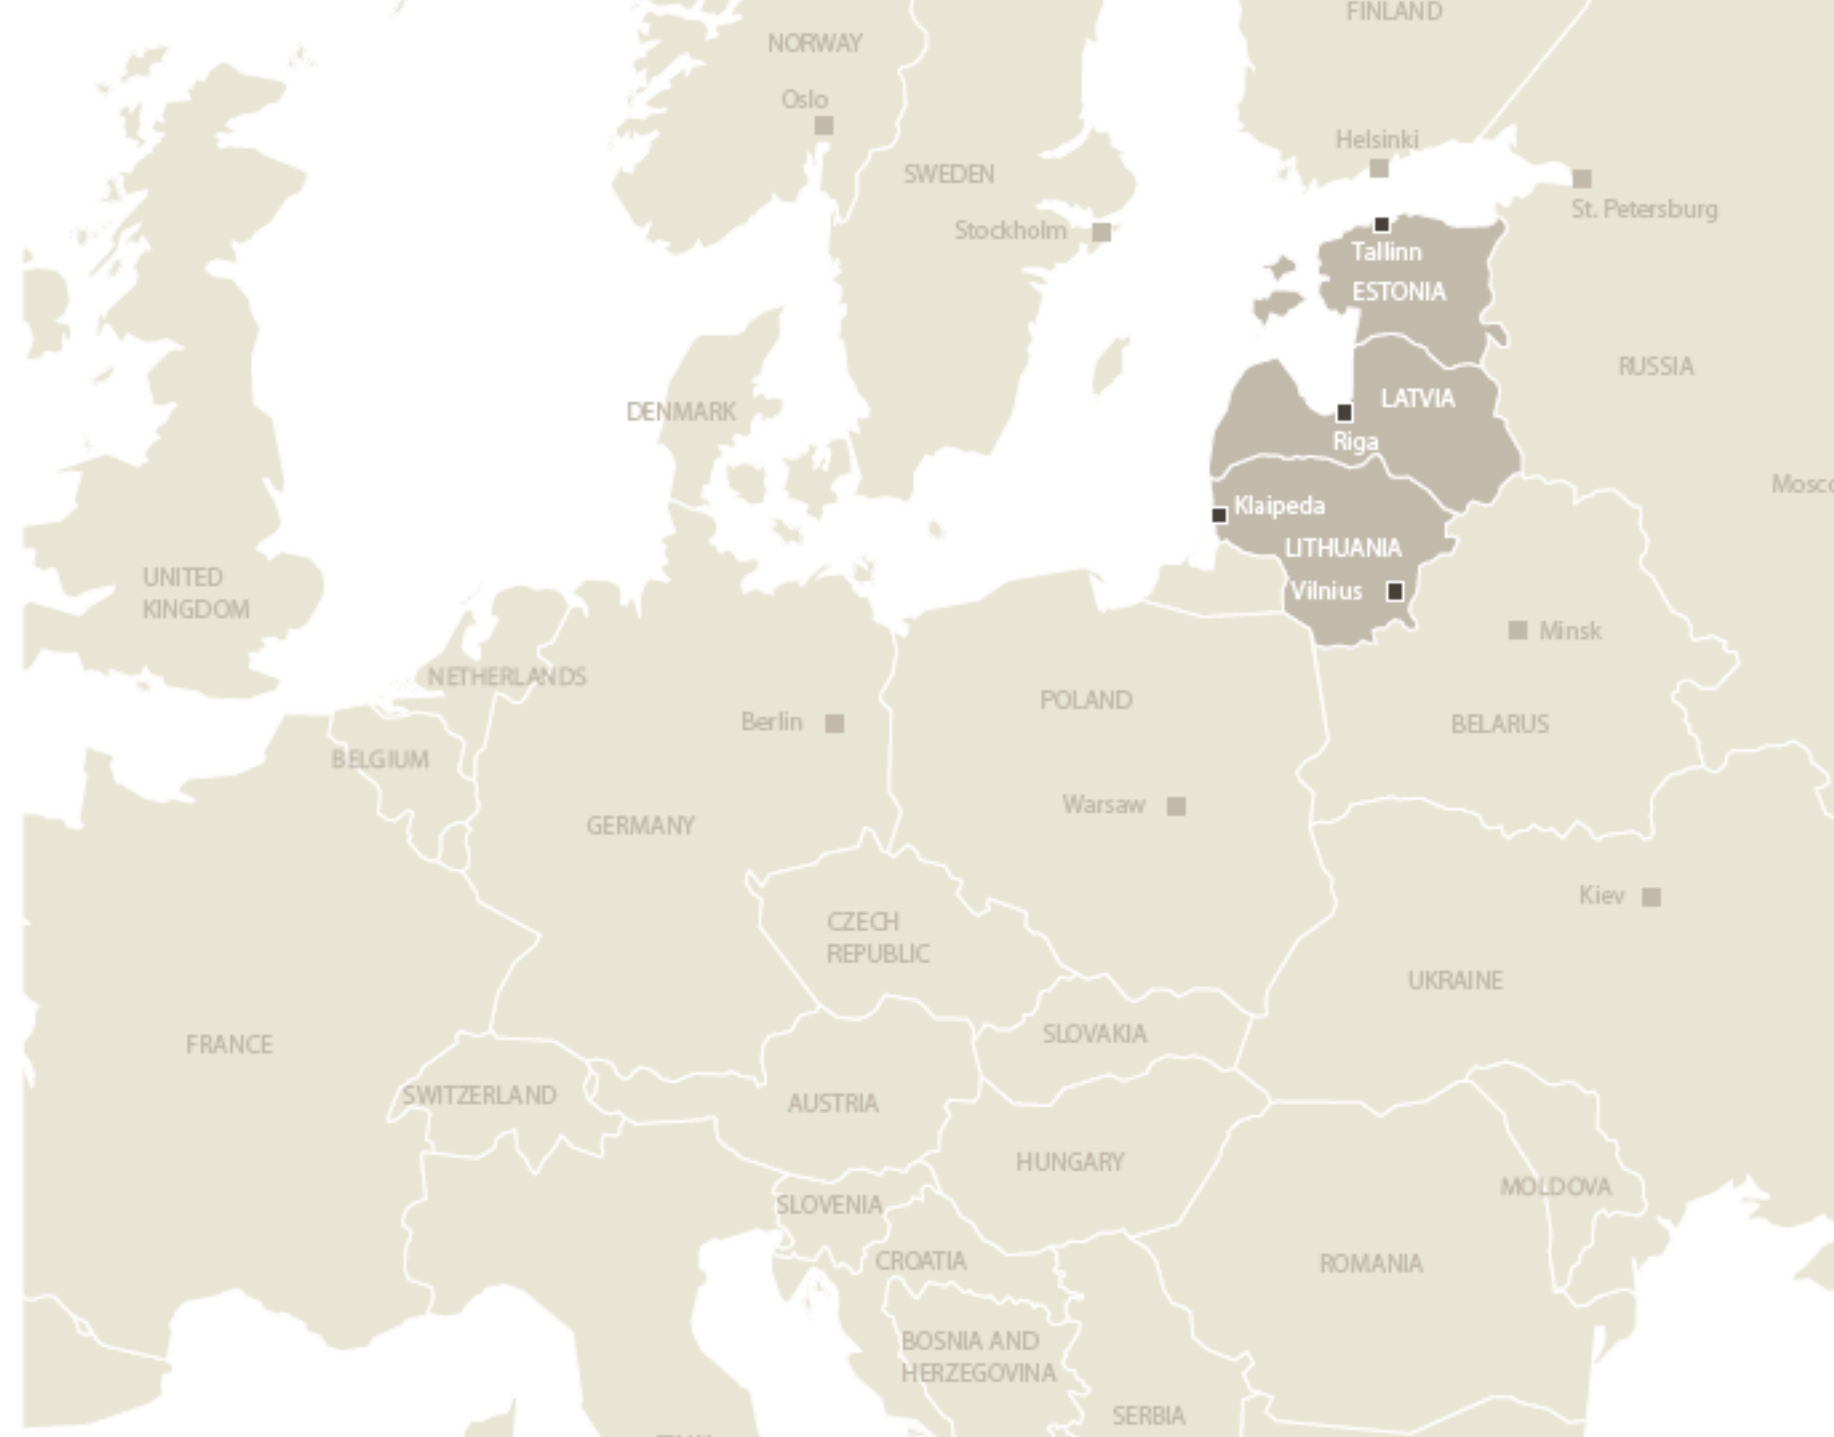 FINLAND
NORWAY
Oslo
Helsinki
SWEDEN
St. Petersburg
Stockholm
Tallinn
ESTONIA
RUSSIA
LATVIA
DENMARK
Riga
Mosco
Klaipeda
LITHUANIA
UNITED
KINGDOM
Vilnius
Minsk
NETHERLANDS
POLAND
Berlin
BELARUS
BELGIUM
Warsaw
GERMANY
Kiev
CZECH
REPUBLIC
UKRAINE
SLOVAKIA
FRANCE
SWITZERLAND
AUSTRIA
HUNGARY
MOLDOVA
SLOVENIA
CROATIA
ROMANIA
BOSNIA AND
HERZEGOVINA
SERBIA